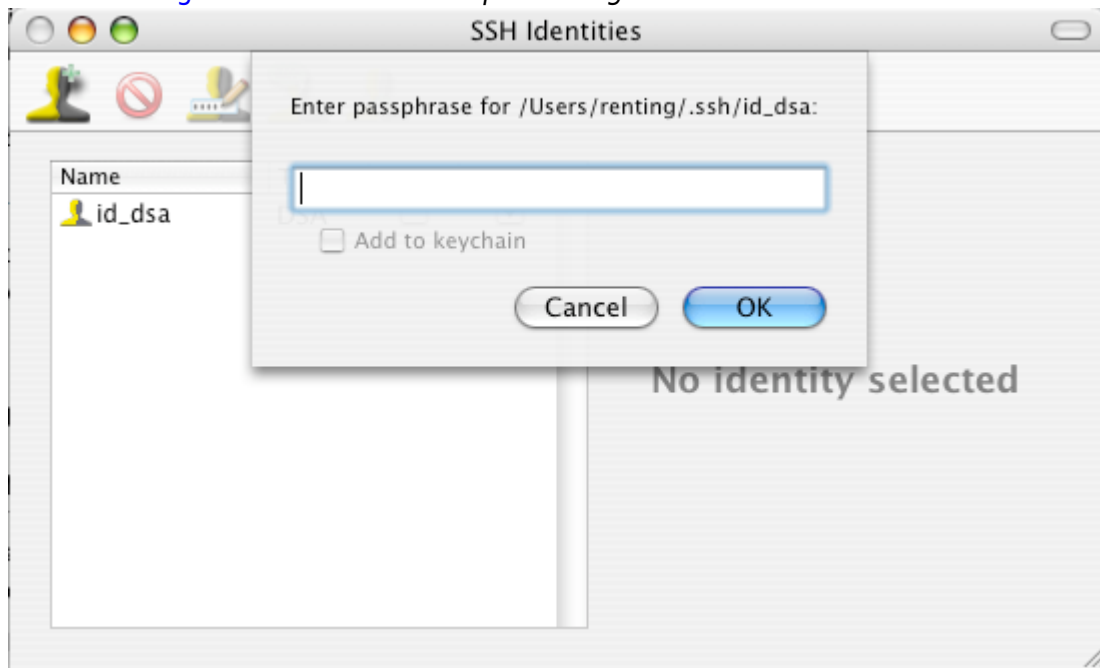 SSH Identities
Enter passphrase for /Users/renting/.ssh/id_dsa:
Name
id_dsa
DSA
Add to keychain
Cancel
OK
No identity selected